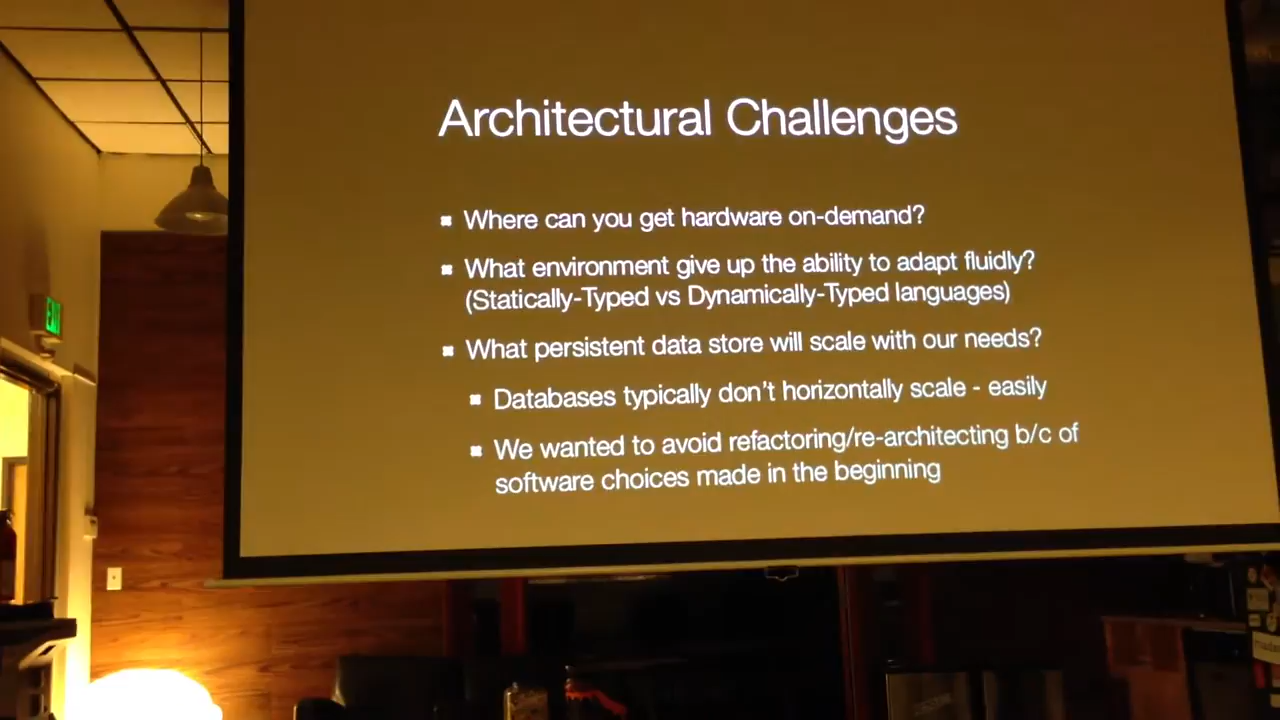 Architectural Challenges
Where can you get hardware on-demand?
What environment give up the ability to adapt fluidly?
(Statically-Typed vs Dynamically-Typed languages)
What persistent data store will scale with our needs?
Databases typically don't horizontally scale - easily
We wanted to avoid refactoring/re-architecting b/c of
software choices made in the beginning
EXIT